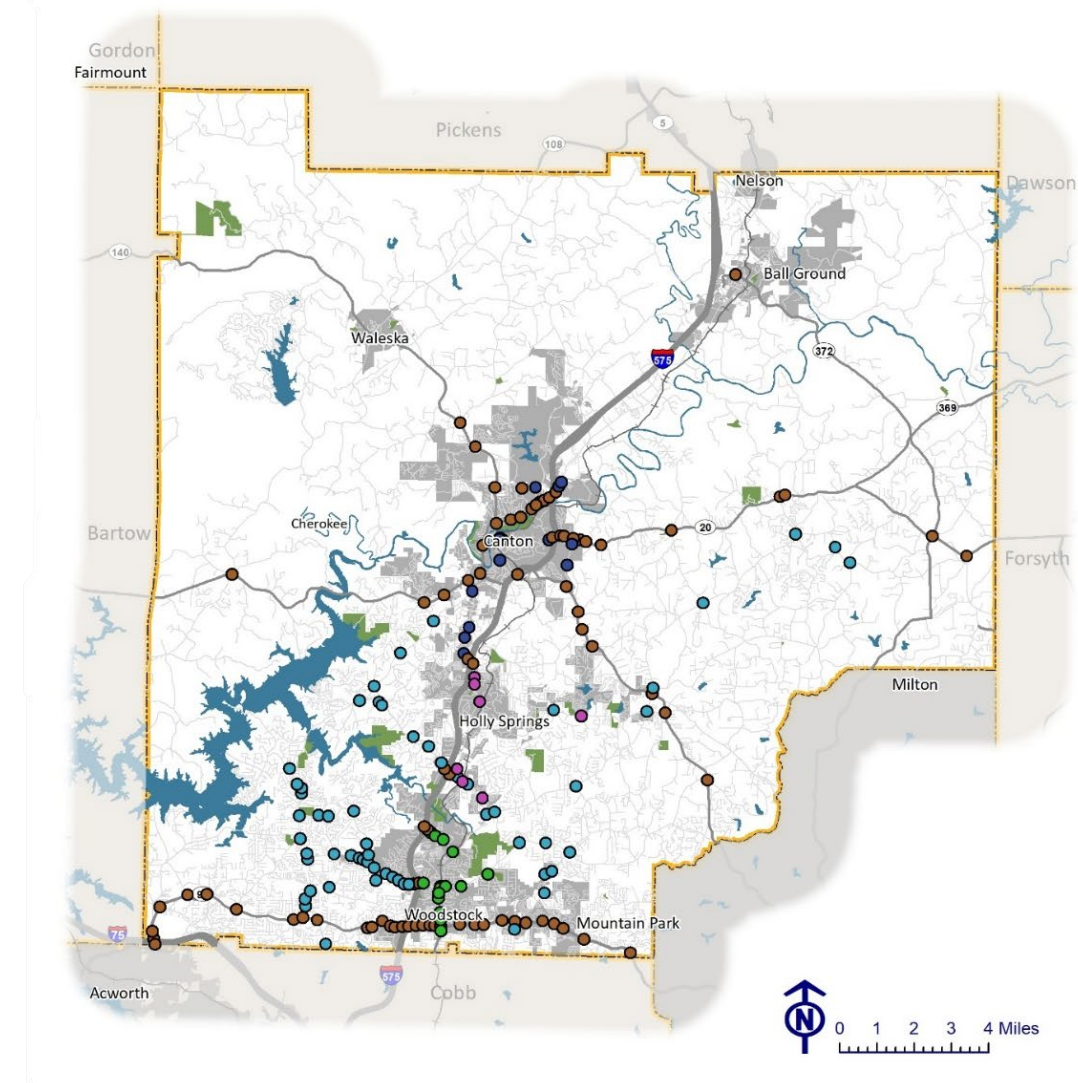 Gordon
Fairmount
Pickens
5
108
Nelson
Dawson
140
Ball Ground
Waleska
372
575
369
Cherokee
20
Bartow
Canton
Forsyth
Milton
Holly Springs
Woodstock
Mountain Park
75
575
Acworth
Cobb
N
0 1 2 3 4 Miles